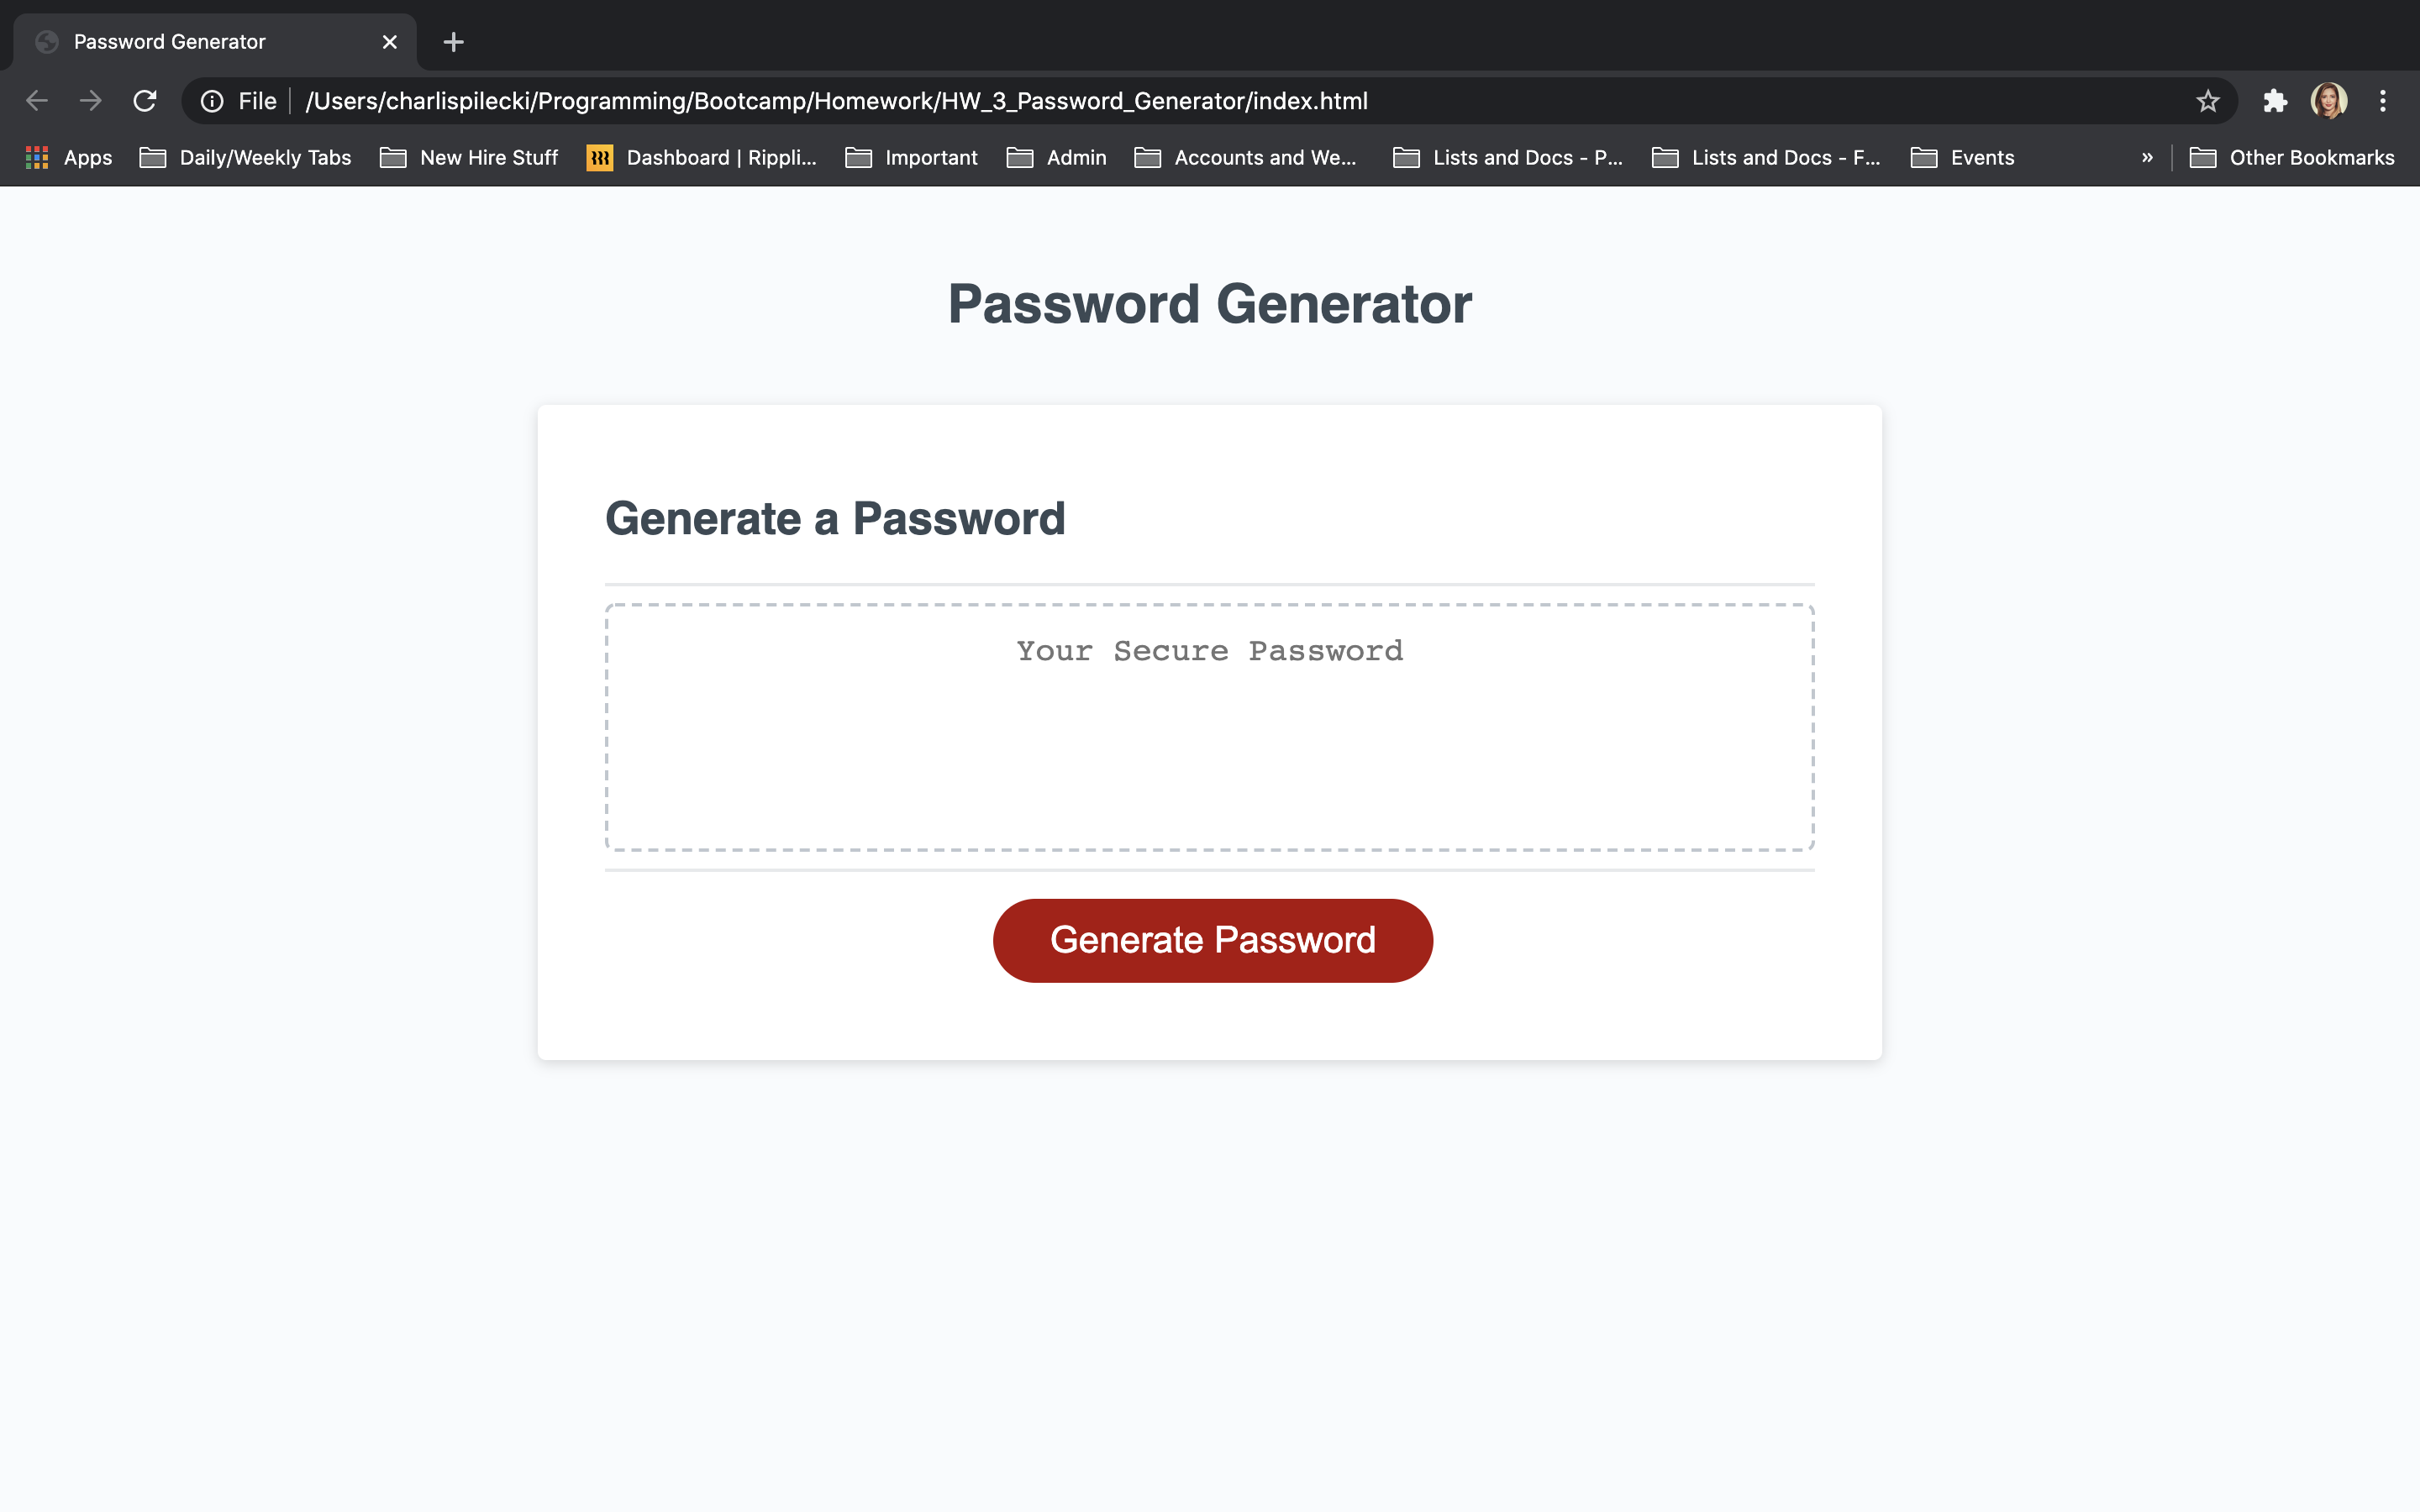 Password Generator
File /Users/charlispilecki/Programming/Bootcamp/Homework/HW_3_Password_Generator/index.html
Apps Daily/Weekly Tabs New Hire Stuff Dashboard | Rippli... Important Admin Accounts and We... Lists and Docs - P... Lists and Docs - F... Events » Other Bookmarks
Password Generator
Generate a Password
Your Secure Password
Generate Password